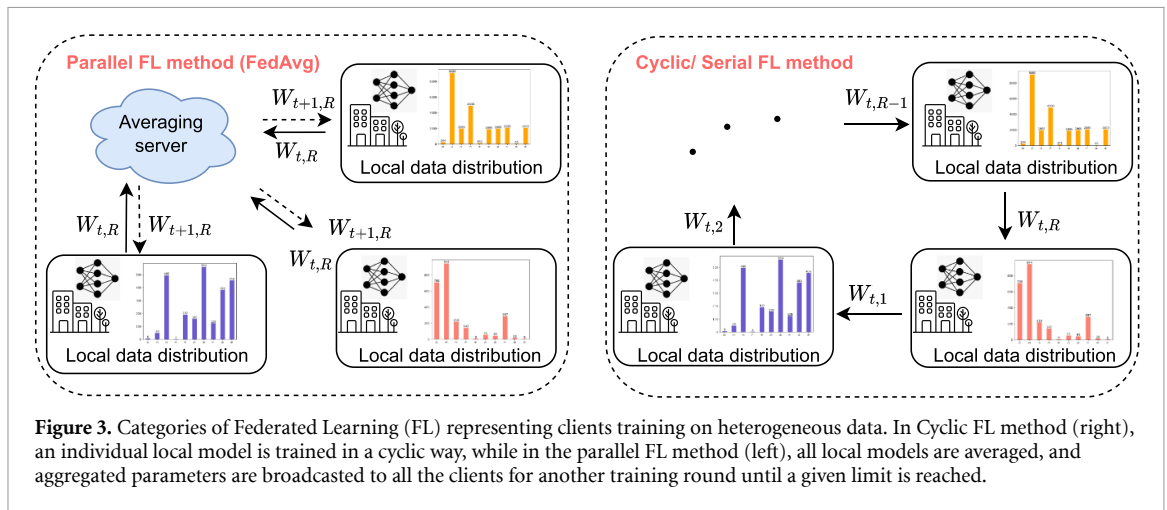 Parallel FL method (FedAvg)
Averaging
server
W_{t+1,R}
W_{t,R}
Local data distribution
W_{t,R}
W_{t+1,R}
W_{t+1,R}
W_{t,R}
Local data distribution
Local data distribution
Cyclic/ Serial FL method
W_{t,R−1}
Local data distribution
W_{t,R}
W_{t,2}
W_{t,1}
Local data distribution
Local data distribution
Figure 3. Categories of Federated Learning (FL) representing clients training on heterogeneous data. In Cyclic FL method (right),
an individual local model is trained in a cyclic way, while in the parallel FL method (left), all local models are averaged, and
aggregated parameters are broadcasted to all the clients for another training round until a given limit is reached.